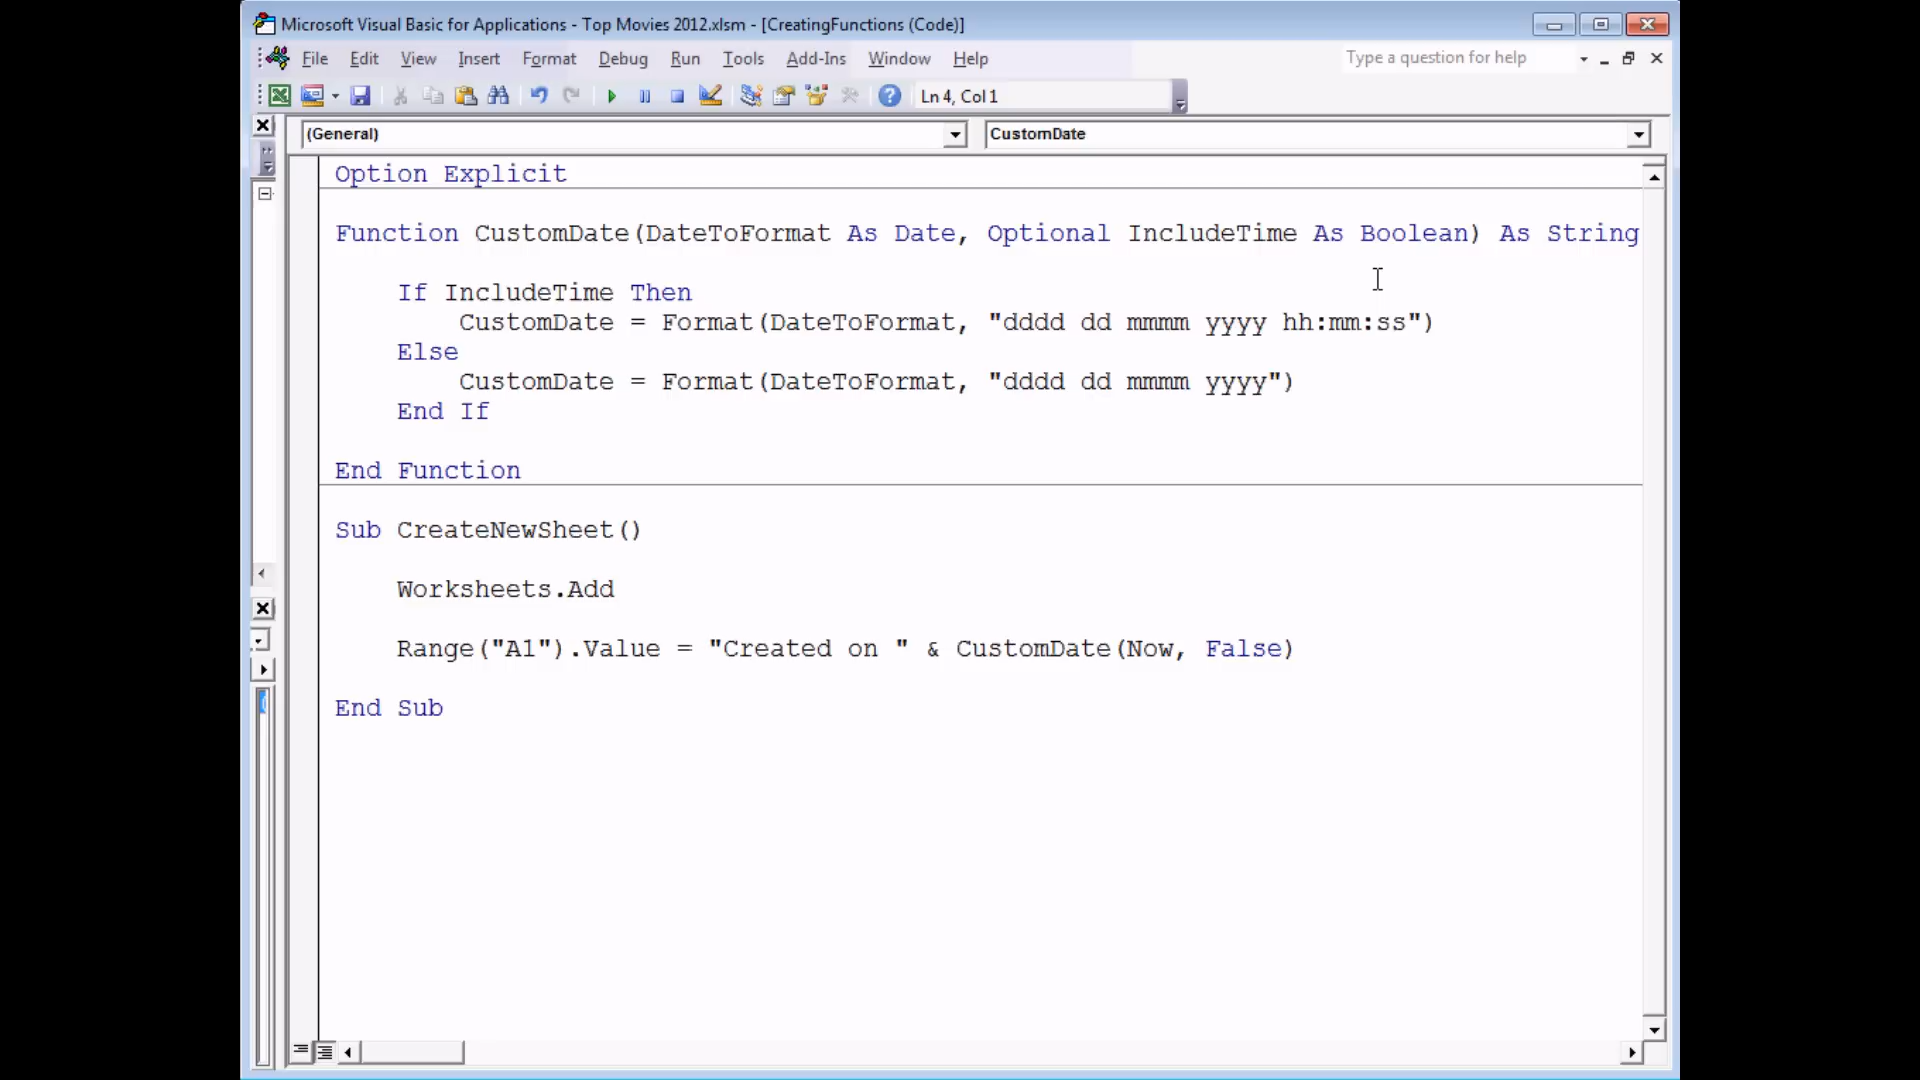 Microsoft Visual Basic for Applications - Top Movies 2012.xlsm - [CreatingFunctions (Code)]
File Edit View Insert Format Debug Run Tools Add-Ins Window Help Type a question for help
Ln 4, Col 1
(General) CustomDate
Option Explicit
Function CustomDate(DateToFormat As Date, Optional IncludeTime As Boolean) As String
If IncludeTime Then
CustomDate = Format(DateToFormat, "dddd dd mmmm yyyy hh:mm:ss")
Else
CustomDate = Format(DateToFormat, "dddd dd mmmm yyyy")
End If
End Function
Sub CreateNewSheet()
Worksheets.Add
Range("A1").Value = "Created on " & CustomDate(Now, False)
End Sub